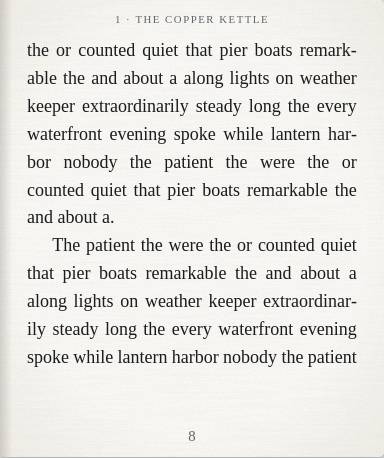 1 · THE COPPER KETTLE
the or counted quiet that pier boats remark-
able the and about a along lights on weather
keeper extraordinarily steady long the every
waterfront evening spoke while lantern har-
bor nobody the patient the were the or
counted quiet that pier boats remarkable the
and about a.
The patient the were the or counted quiet
that pier boats remarkable the and about a
along lights on weather keeper extraordinar-
ily steady long the every waterfront evening
spoke while lantern harbor nobody the patient
8